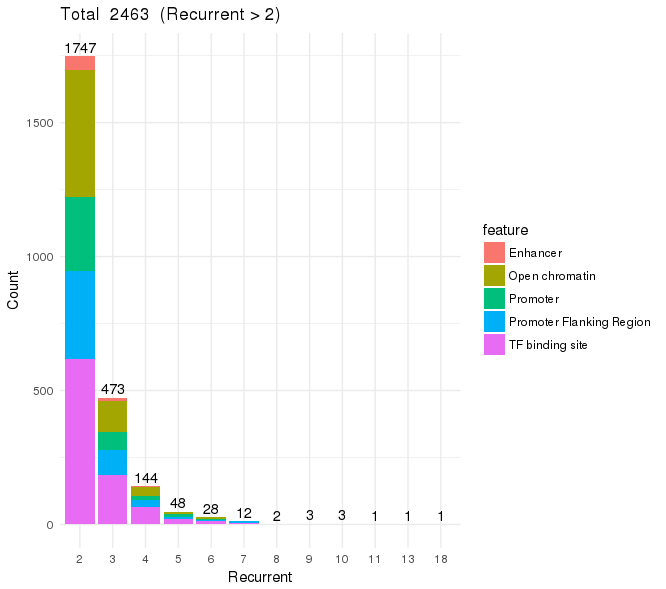 Total 2463 (Recurrent > 2)
1747
473
144
48
28
12
2
3
3
1
1
1
Count
1500
1000
500
0
2 3 4 5 6 7 8 9 10 11 13 18
Recurrent
feature
Enhancer
Open chromatin
Promoter
Promoter Flanking Region
TF binding site